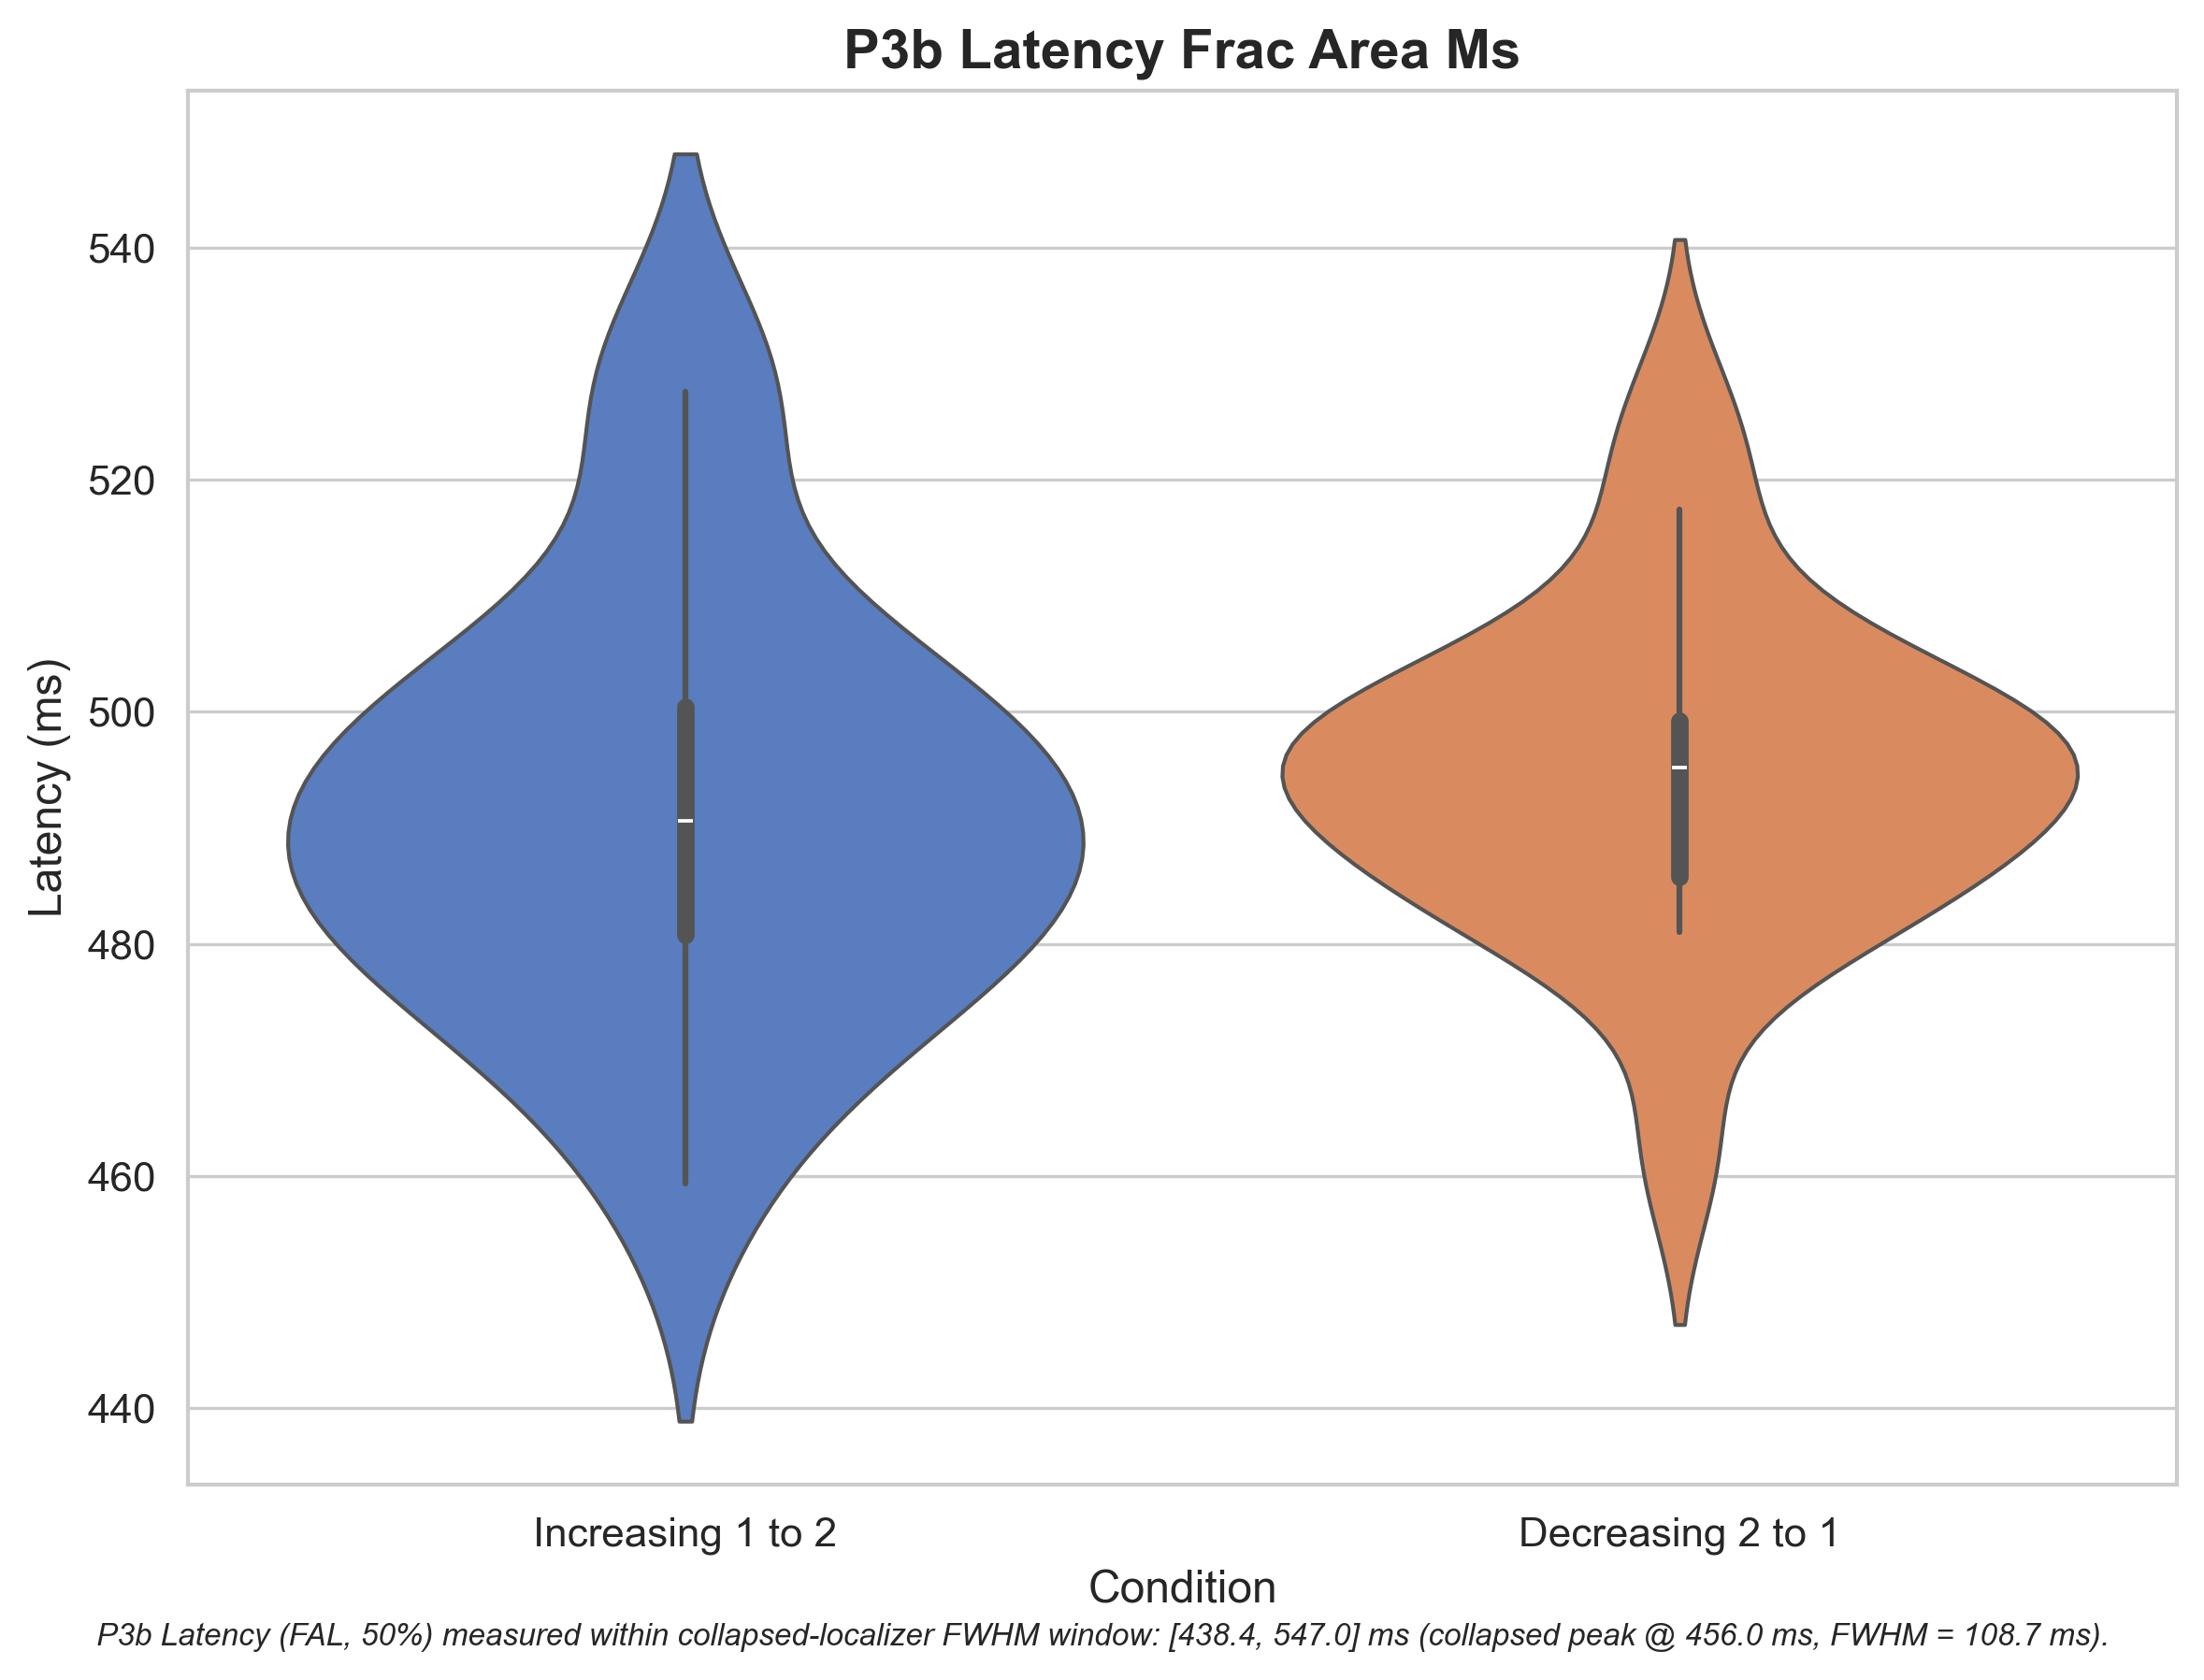 P3b Latency Frac Area Ms
Latency (ms)
540
520
500
480
460
440
Increasing 1 to 2
Decreasing 2 to 1
Condition
P3b Latency (FAL, 50%) measured within collapsed-localizer FWHM window: [438.4, 547.0] ms (collapsed peak @ 456.0 ms, FWHM = 108.7 ms).